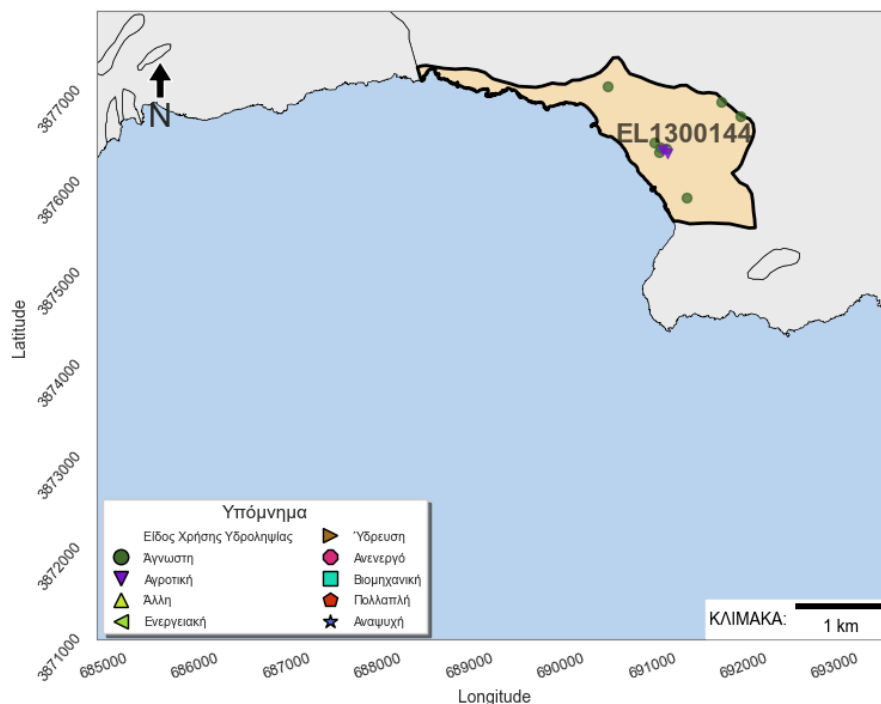 N
EL1300144
Latitude
3877000
3876000
3875000
3874000
3873000
3872000
3871000
Υπόμνημα
Είδος Χρήσης Υδροληψίας
Άγνωστη
Αγροτική
Άλλη
Ενεργειακή
Ύδρευση
Ανενεργό
Βιομηχανική
Πολλαπλή
Αναψυχή
ΚΛΙΜΑΚΑ:
1 km
685000 686000 687000 688000 689000 690000 691000 692000 693000
Longitude